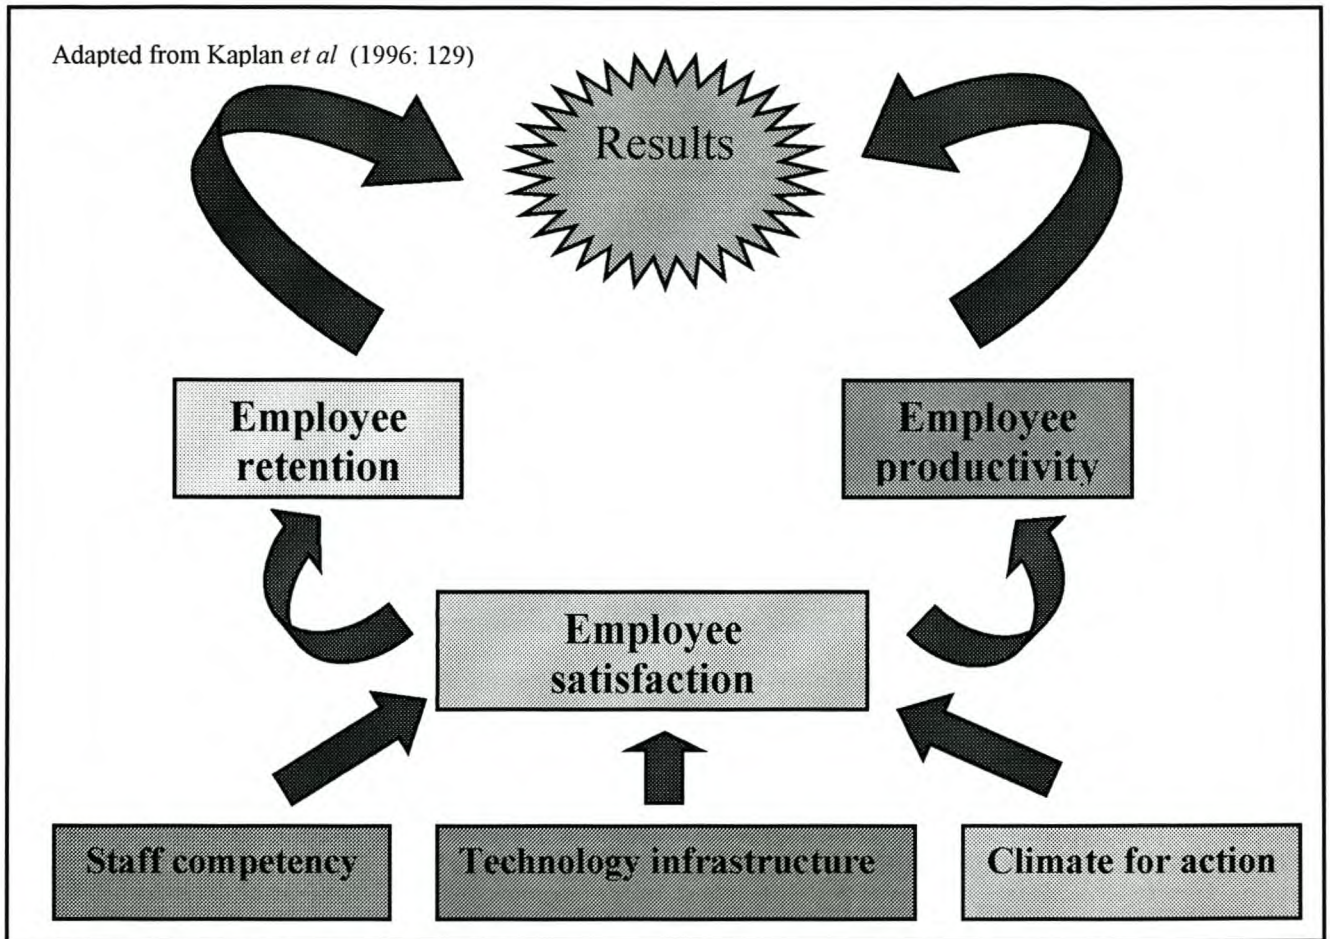 Adapted from Kaplan et al (1996: 129)
Results
Employee
retention
Employee
productivity
Employee
satisfaction
Staff competency
Technology infrastructure
Climate for action